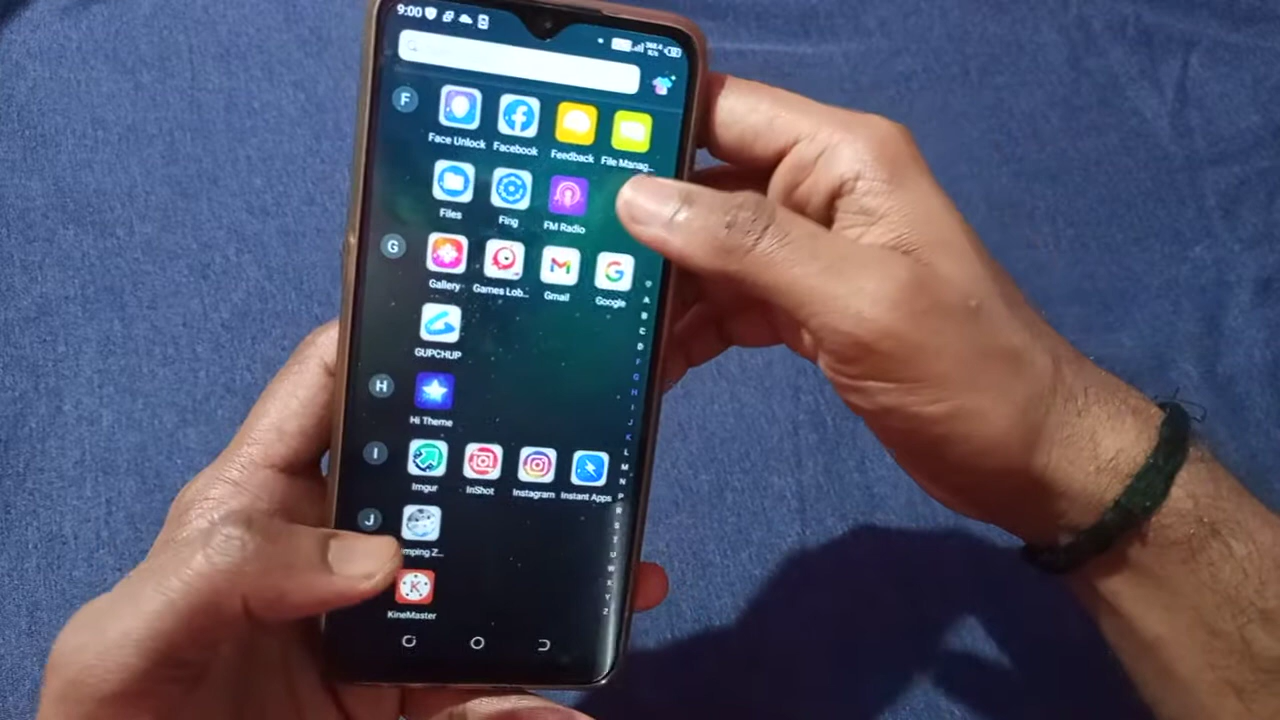 9:00
F
Face Unlock Facebook Feedback File Manag...
Files Fing FM Radio
G
Gallery Games Lob... Gmail Google
GUPCHUP
H
Hi Theme
I
Imgur InShot Instagram Instant Apps
J
mping Z...
KineMaster
A
B
C
D
F
G
H
I
J
K
L
M
N
P
R
S
T
U
W
X
Y
Z